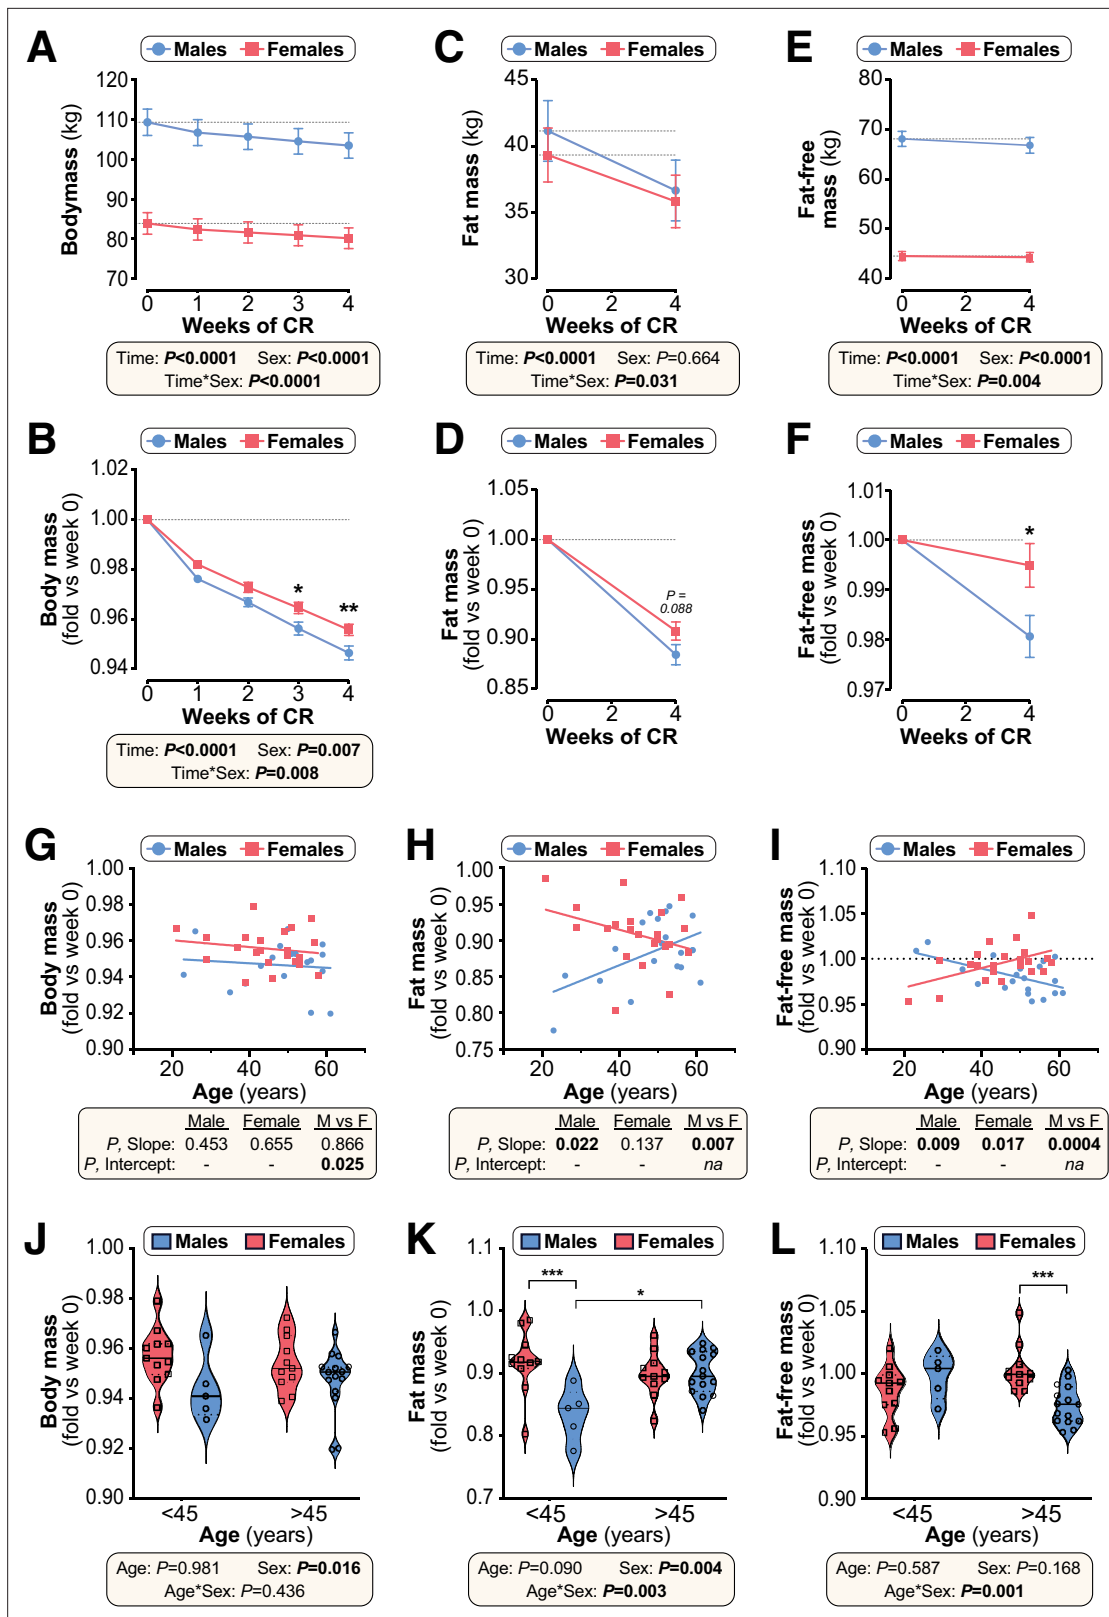 A
Males Females
Bodymass (kg)
120
110
100
90
80
70
0 1 2 3 4
Weeks of CR
Time: P<0.0001 Sex: P<0.0001
Time*Sex: P<0.0001
C
Males Females
Fat mass (kg)
45
40
35
30
0 2 4
Weeks of CR
Time: P<0.0001 Sex: P=0.664
Time*Sex: P=0.031
E
Males Females
Fat-free
mass (kg)
80
70
60
50
40
0 2 4
Weeks of CR
Time: P<0.0001 Sex: P<0.0001
Time*Sex: P=0.004
B
Males Females
Body mass
(fold vs week 0)
1.02
1.00
0.98
0.96
0.94
*
**
0 1 2 3 4
Weeks of CR
Time: P<0.0001 Sex: P=0.007
Time*Sex: P=0.008
D
Males Females
Fat mass
(fold vs week 0)
1.05
1.00
0.95
0.90
0.85
P =
0.088
0 2 4
Weeks of CR
F
Males Females
Fat-free mass
(fold vs week 0)
1.01
1.00
0.99
0.98
0.97
*
0 2 4
Weeks of CR
G
Males Females
Body mass
(fold vs week 0)
1.00
0.98
0.96
0.94
0.92
0.90
20 40 60
Age (years)
Male Female M vs F
P, Slope: 0.453 0.655 0.866
P, Intercept: - - 0.025
H
Males Females
Fat mass
(fold vs week 0)
1.00
0.95
0.90
0.85
0.80
0.75
20 40 60
Age (years)
Male Female M vs F
P, Slope: 0.022 0.137 0.007
P, Intercept: - - na
I
Males Females
Fat-free mass
(fold vs week 0)
1.10
1.05
1.00
0.95
0.90
20 40 60
Age (years)
Male Female M vs F
P, Slope: 0.009 0.017 0.0004
P, Intercept: - - na
J
Males Females
Body mass
(fold vs week 0)
1.00
0.98
0.96
0.94
0.92
0.90
<45 >45
Age (years)
Age: P=0.981 Sex: P=0.016
Age*Sex: P=0.436
K
Males Females
Fat mass
(fold vs week 0)
1.1
1.0
0.9
0.8
0.7
***
*
<45 >45
Age (years)
Age: P=0.090 Sex: P=0.004
Age*Sex: P=0.003
L
Males Females
Fat-free mass
(fold vs week 0)
1.10
1.05
1.00
0.95
0.90
***
<45 >45
Age (years)
Age: P=0.587 Sex: P=0.168
Age*Sex: P=0.001